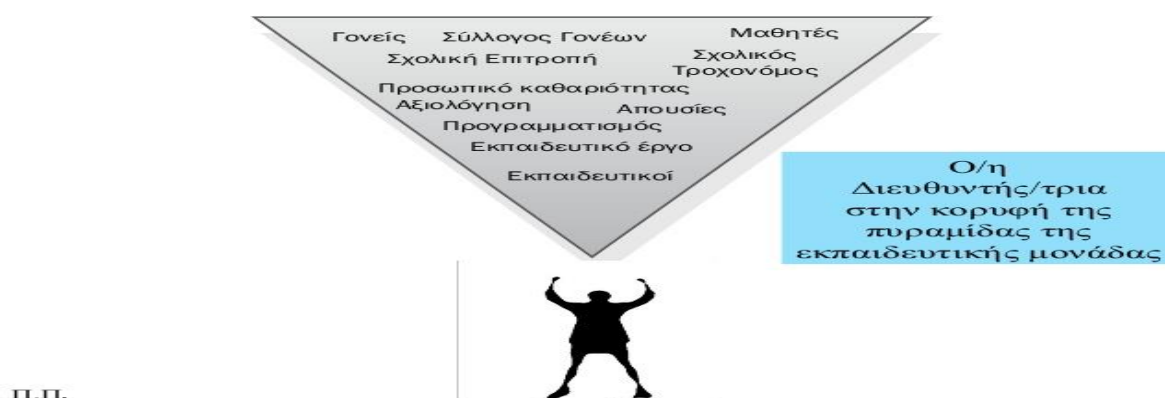 Γονείς Σύλλογος Γονέων Μαθητές
Σχολική Επιτροπή Σχολικός
Τροχονόμος
Προσωπικό καθαριότητας
Αξιολόγηση Απουσίες
Προγραμματισμός
Εκπαιδευτικό έργο
Εκπαιδευτικοί
Ο/η
Διευθυντής/τρια
στην κορυφή της
πυραμίδας της
εκπαιδευτικής μονάδας
Π.Π.